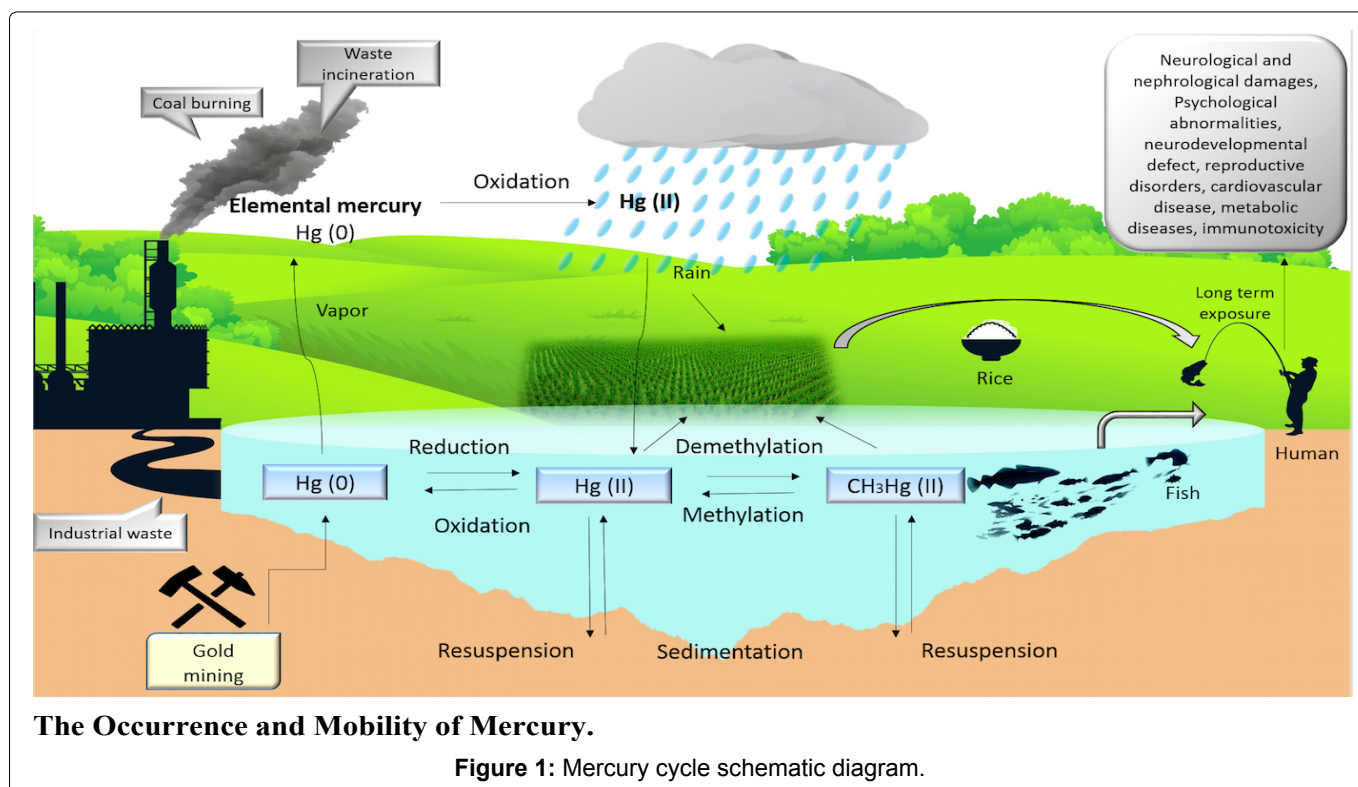 Waste
incineration
Coal burning
Neurological and
nephrological damages,
Psychological
abnormalities,
neurodevelopmental
defect, reproductive
disorders, cardiovascular
disease, metabolic
diseases, immunotoxicity
Oxidation
Elemental mercury
Hg (0)
Hg (II)
Rain
Vapor
Long term
exposure
Rice
Human
Reduction
Demethylation
Hg (0)
Hg (II)
CH₃Hg (II)
Oxidation
Methylation
Fish
Industrial waste
Gold
mining
Resuspension
Sedimentation
Resuspension
The Occurrence and Mobility of Mercury.
Figure 1: Mercury cycle schematic diagram.